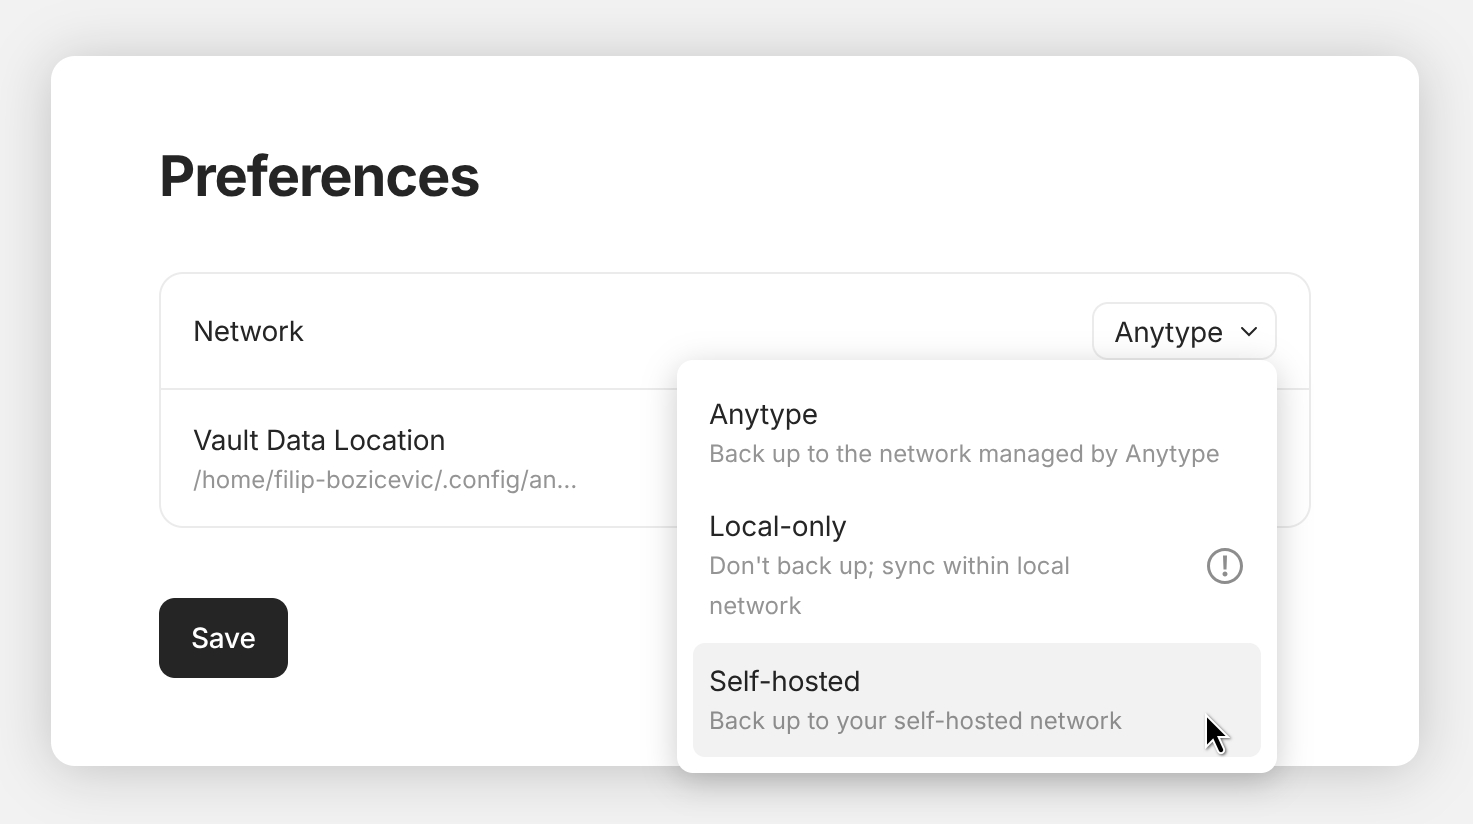 Preferences
Network
Anytype
Vault Data Location
/home/filip-bozicevic/.config/an...
Save
Anytype
Back up to the network managed by Anytype
Local-only
Don't back up; sync within local
network
Self-hosted
Back up to your self-hosted network